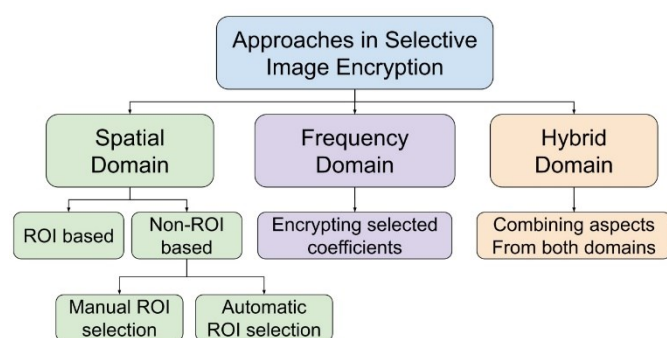 Approaches in Selective
Image Encryption
Spatial
Domain
Frequency
Domain
Hybrid
Domain
ROI based
Non-ROI
based
Encrypting selected
coefficients
Combining aspects
From both domains
Manual ROI
selection
Automatic
ROI selection